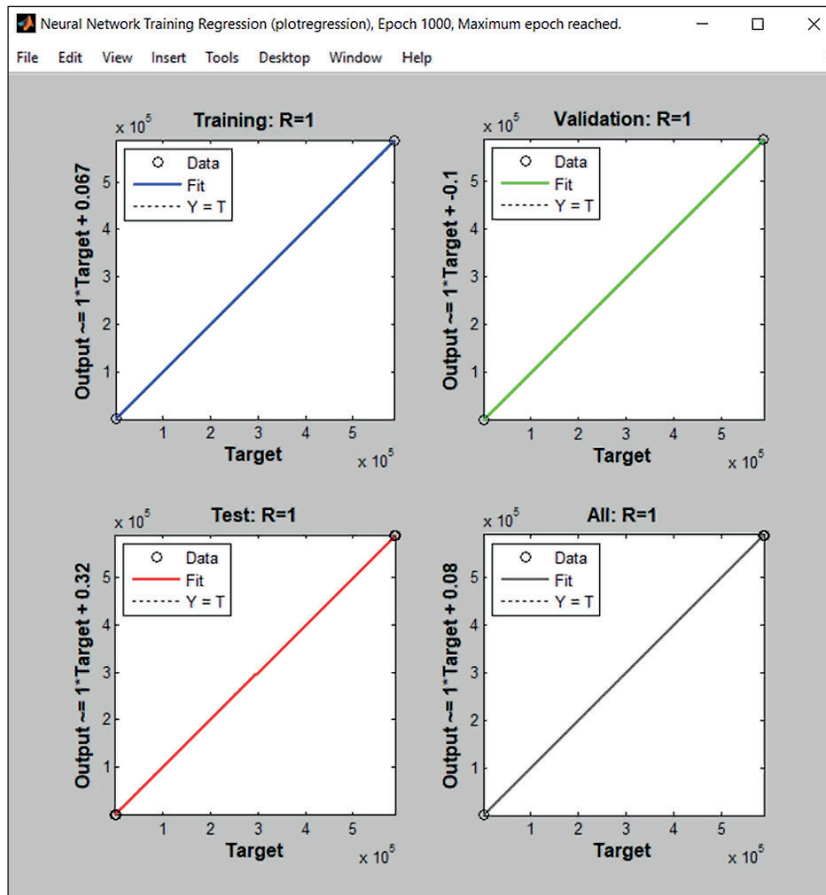 Neural Network Training Regression (plotregression), Epoch 1000, Maximum epoch reached.
File Edit View Insert Tools Desktop Window Help
Training: R=1
x 10^5
Data
Fit
Y = T
Output ~= 1*Target + 0.067
5
4
3
2
1
1 2 3 4 5
Target
x 10^5
Validation: R=1
x 10^5
Data
Fit
Y = T
Output ~= 1*Target + -0.1
5
4
3
2
1
1 2 3 4 5
Target
x 10^5
Test: R=1
x 10^5
Data
Fit
Y = T
Output ~= 1*Target + 0.32
5
4
3
2
1
1 2 3 4 5
Target
x 10^5
All: R=1
x 10^5
Data
Fit
Y = T
Output ~= 1*Target + 0.08
5
4
3
2
1
1 2 3 4 5
Target
x 10^5